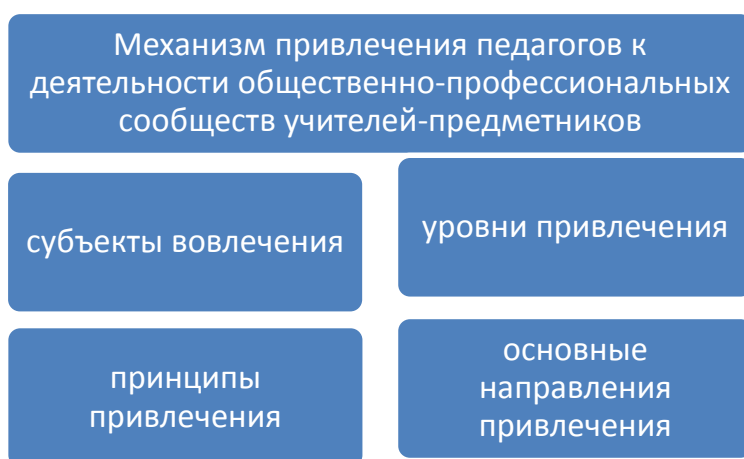 Механизм привлечения педагогов к
деятельности общественно-профессиональных
сообществ учителей-предметников
субъекты вовлечения
уровни привлечения
принципы
привлечения
основные
направления
привлечения